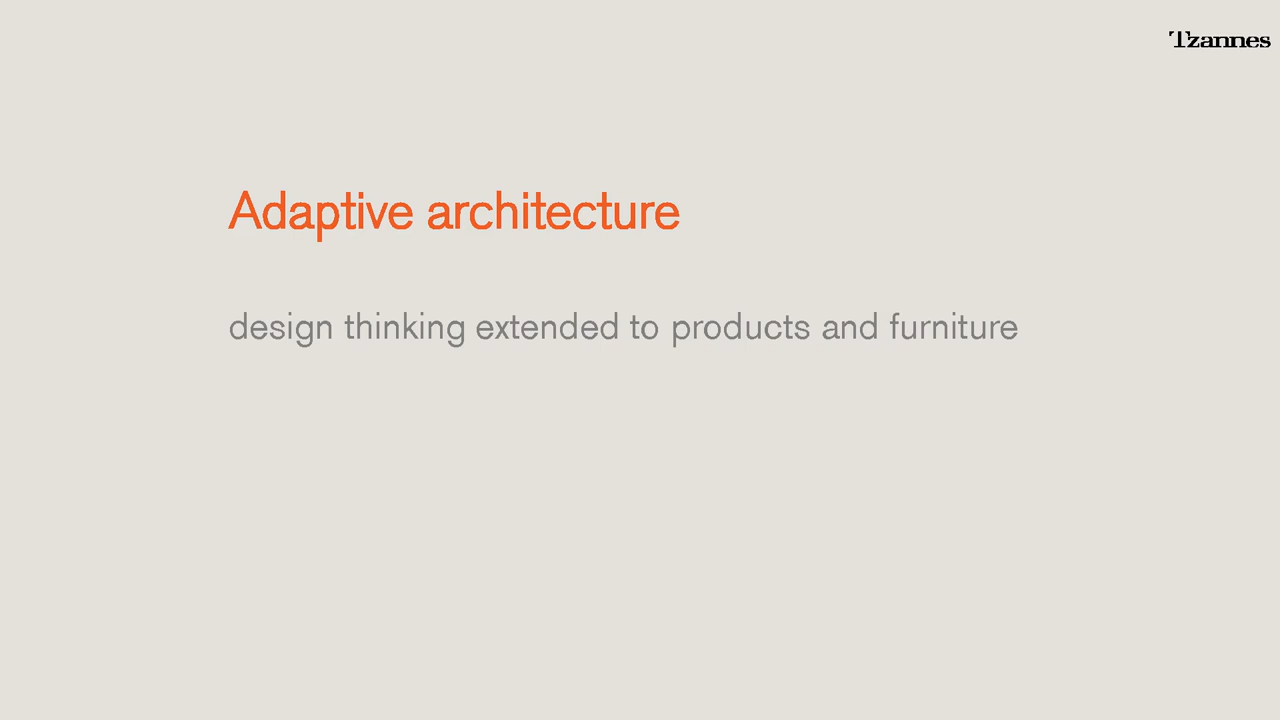 Tzannes
Adaptive architecture
design thinking extended to products and furniture